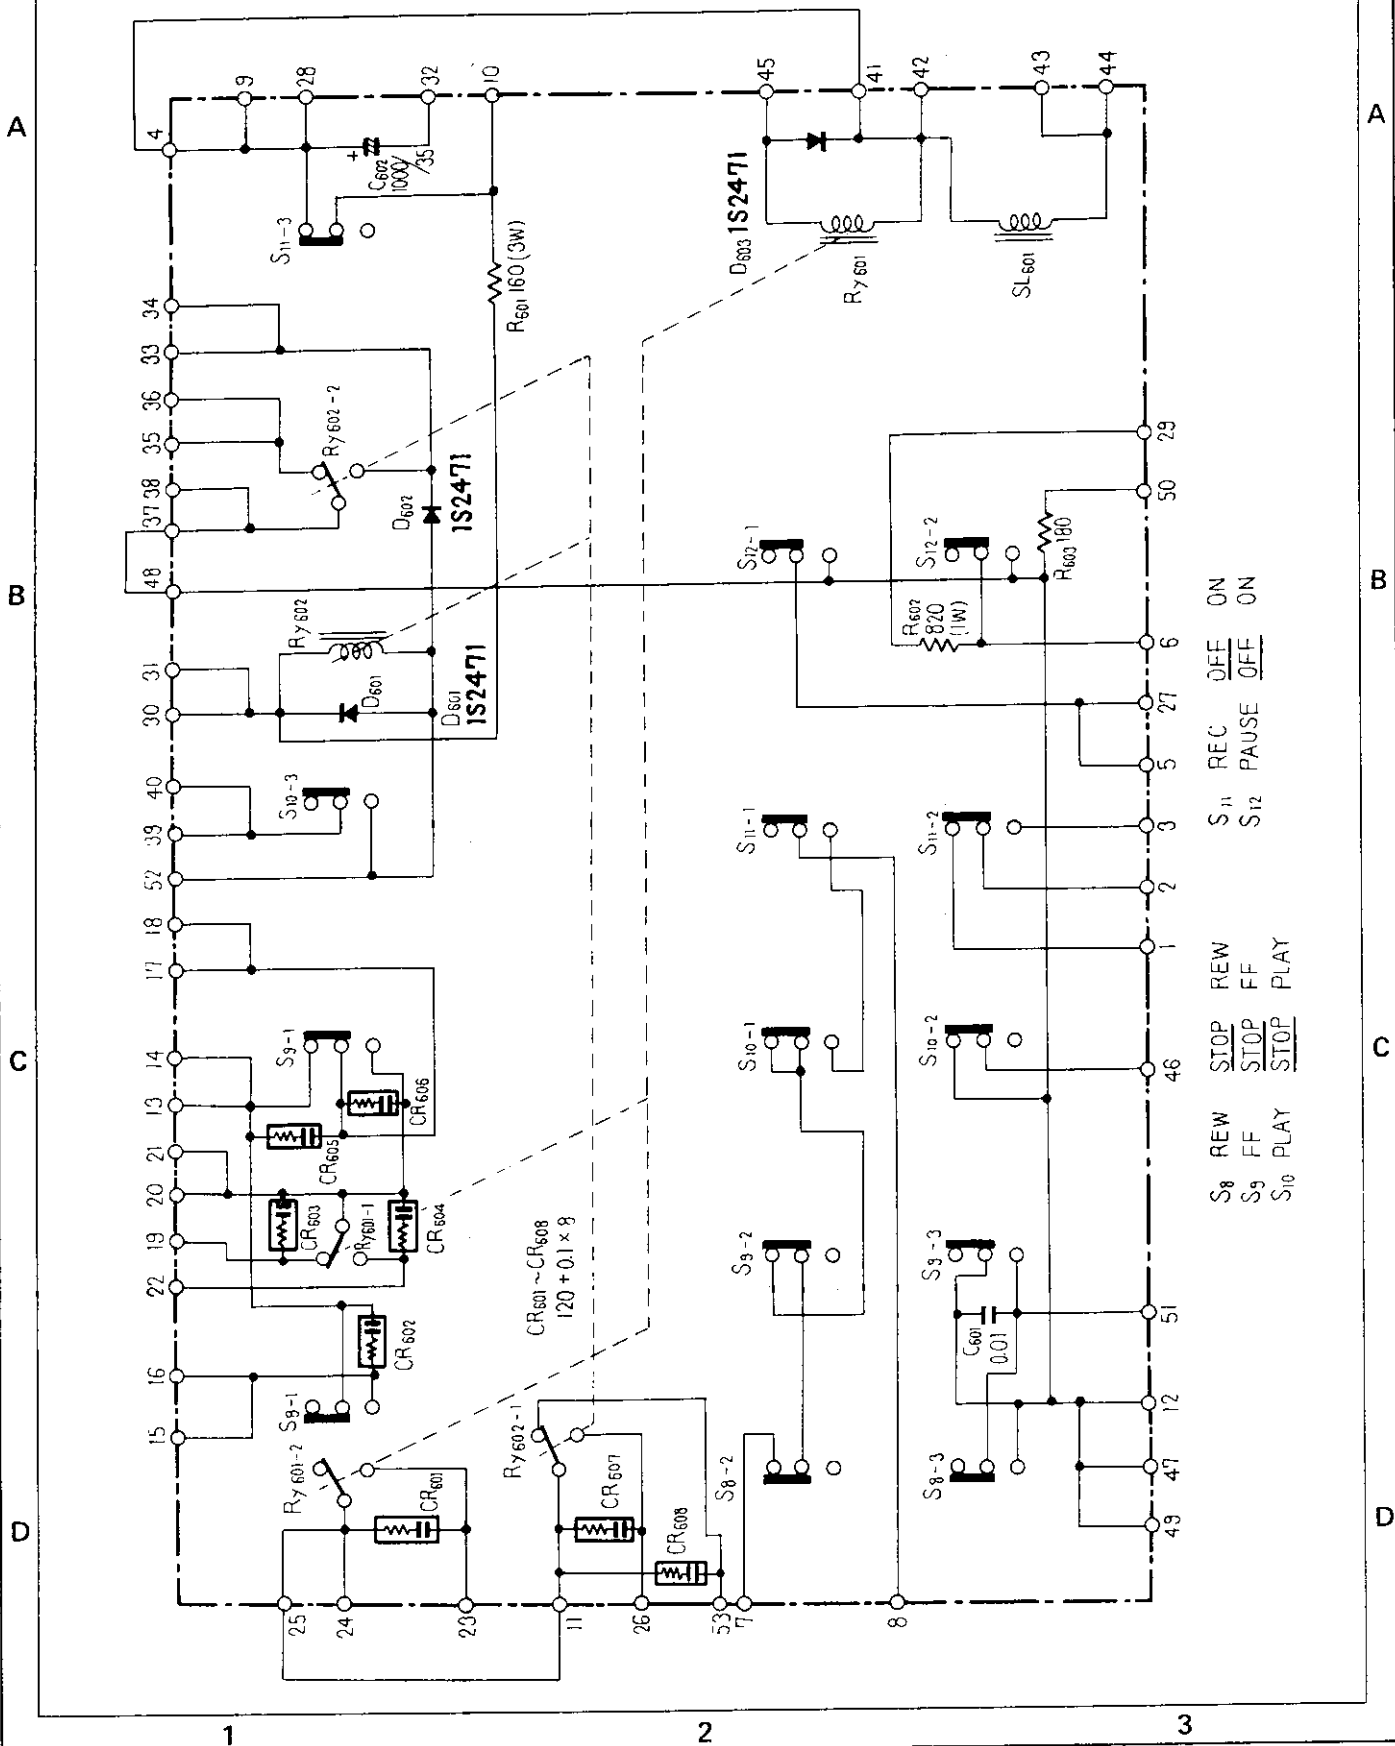 A
A
B
B
C
C
D
D
1
2
3
4
9
28
32
10
45
41
42
43
44
+
C602
1000/35
S11-3
R601 160 (3W)
D603 1S2471
Ry601
SL601
34
33
36
35
38
37
48
31
30
40
39
52
18
17
14
13
21
20
19
22
16
15
Ry602-2
D602
1S2471
Ry602
D601
D601
1S2471
S10-3
S9-1
CR606
CR605
CR603
Ry601-1
CR604
CR602
S8-1
CR601~CR608
120 + 0.1 × 8
Ry601-2
CR601
Ry602-1
CR607
CR608
S12-1
S12-2
R603 180
R602
820
(1W)
S11-1
S11-2
S10-1
S10-2
S9-2
S9-3
C601
0.01
S8-2
S8-3
29
50
6
27
5
3
2
1
46
51
12
47
49
25
24
23
11
26
53
7
8
S11 REC OFF ON
S12 PAUSE OFF ON
S8 REW STOP REW
S9 FF STOP FF
S10 PLAY STOP PLAY